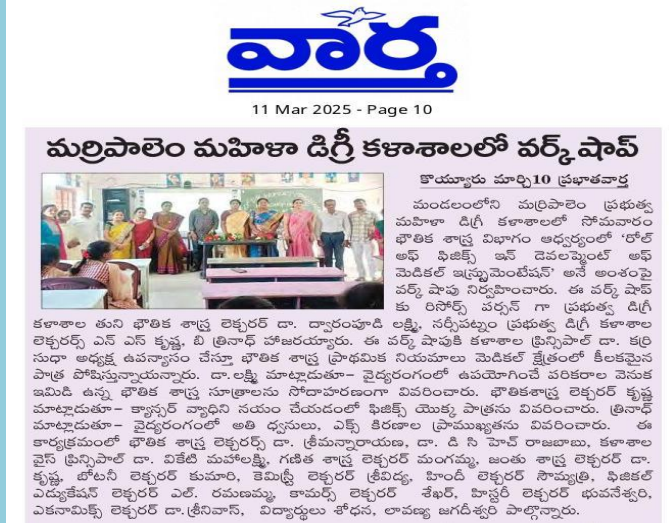 వార్త
11 Mar 2025 - Page 10
మర్రిపాలెం మహిళా డిగ్రీ కళాశాలలో వర్క్ షాప్
కొయ్యూరు మార్చి10 ప్రభాతవార్త
మండలంలోని మర్రిపాలెం ప్రభుత్వ
మహిళా డిగ్రీ కళాశాలలో సోమవారం
భౌతిక శాస్త్ర విభాగం ఆధ్వర్యంలో 'రోల్
ఆఫ్ ఫిజిక్స్ ఇన్ డెవలప్మెంట్ ఆఫ్
మెడికల్ ఇన్స్ట్రుమెంటేషన్' అనే అంశంపై
వర్క్ షాపు నిర్వహించారు. ఈ వర్క్ షాప్
కు రిసోర్స్ పర్సన్ గా ప్రభుత్వ డిగ్రీ
కళాశాల తుని భౌతిక శాస్త్ర లెక్చరర్ డా. ద్వారంపూడి లక్ష్మి, నర్సీపట్నం ప్రభుత్వ డిగ్రీ కళాశాల
లెక్చరర్స్ ఎన్ ఎస్ కృష్ణ, బి త్రినాధ్ హాజరయ్యారు. ఈ వర్క్ షాపుకి కళాశాల ప్రిన్సిపాల్ డా. కర్రి
సుధా అధ్యక్ష ఉపన్యాసం చేస్తూ భౌతిక శాస్త్ర ప్రాథమిక నియమాలు మెడికల్ క్షేత్రంలో కీలకమైన
పాత్ర పోషిస్తున్నాయన్నారు. డా.లక్ష్మి మాట్లాడుతూ- వైద్యరంగంలో ఉపయోగించే పరికరాల వెనుక
ఇమిడి ఉన్న భౌతిక శాస్త్ర సూత్రాలను సోదాహరణంగా వివరించారు. భౌతికశాస్త్ర లెక్చరర్ కృష్ణ
మాట్లాడుతూ- క్యాన్సర్ వ్యాధిని నయం చేయడంలో ఫిజిక్స్ యొక్క పాత్రను వివరించారు. త్రినాధ్
మాట్లాడుతూ- వైద్యరంగంలో అతి ధ్వనులు, ఎక్స్ కిరణాల ప్రాముఖ్యతను వివరించారు. ఈ
కార్యక్రమంలో భౌతిక శాస్త్ర లెక్చరర్స్ డా. శ్రీమన్నారాయణ, డా. డి సి హెచ్ రాజబాబు, కళాశాల
వైస్ ప్రిన్సిపాల్ డా. వికేటి మహాలక్ష్మి, గణిత శాస్త్ర లెక్చరర్ మంగమ్మ, జంతు శాస్త్ర లెక్చరర్ డా.
కృష్ణ, బోటనీ లెక్చరర్ కుమారి, కెమిస్ట్రీ లెక్చరర్ శ్రీవిద్య, హిందీ లెక్చరర్ సౌమ్యత్రి, ఫిజికల్
ఎడ్యుకేషన్ లెక్చరర్ ఎల్. రమణమ్మ, కామర్స్ లెక్చరర్ శేఖర్, హిస్టరీ లెక్చరర్ భువనేశ్వరి,
ఎకనామిక్స్ లెక్చరర్ డా.శ్రీనివాస్, విద్యార్థులు శోధన, లావణ్య జగదీశ్వరి పాల్గొన్నారు.